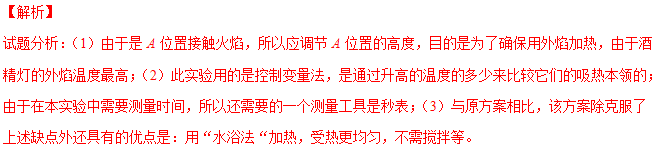 【解析】
试题分析：（1）由于是 A 位置接触火焰，所以应调节 A 位置的高度，目的是为了确保用外焰加热，由于酒
精灯的外焰温度最高；（2）此实验用的是控制变量法，是通过升高的温度的多少来比较它们的吸热本领的；
由于在本实验中需要测量时间，所以还需要的一个测量工具是秒表；（3）与原方案相比，该方案除克服了
上述缺点外还具有的优点是：用“水浴法“加热，受热更均匀，不需搅拌等。